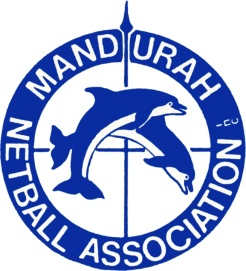 MANDURAH
NETBALL ASSOCIATION Inc